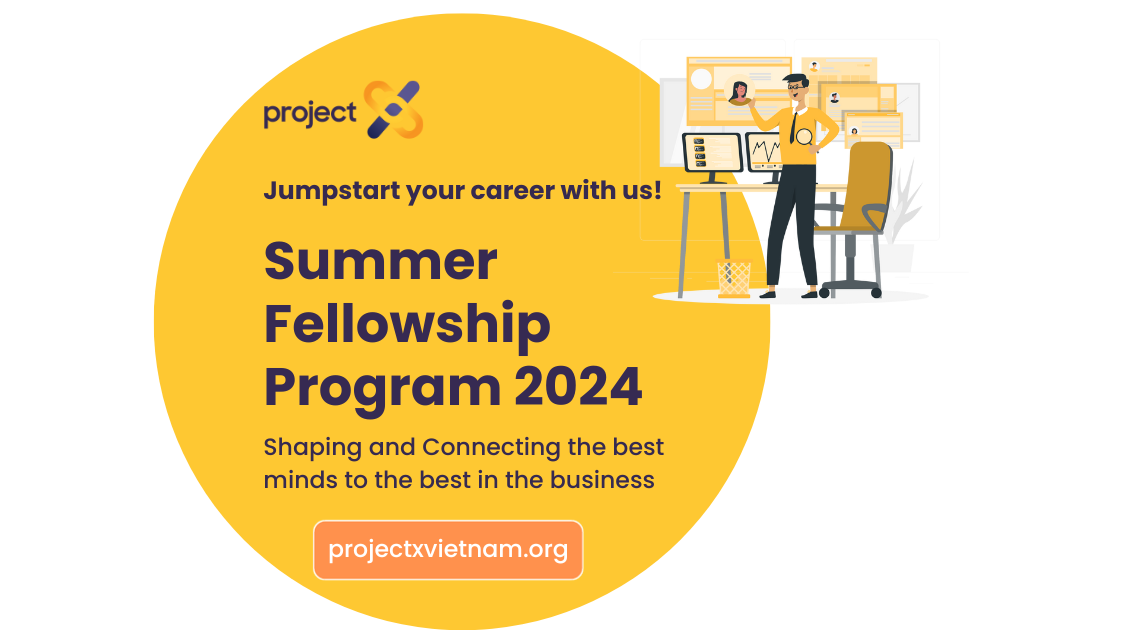 project
Jumpstart your career with us!
Summer
Fellowship
Program 2024
Shaping and Connecting the best
minds to the best in the business
projectxvietnam.org